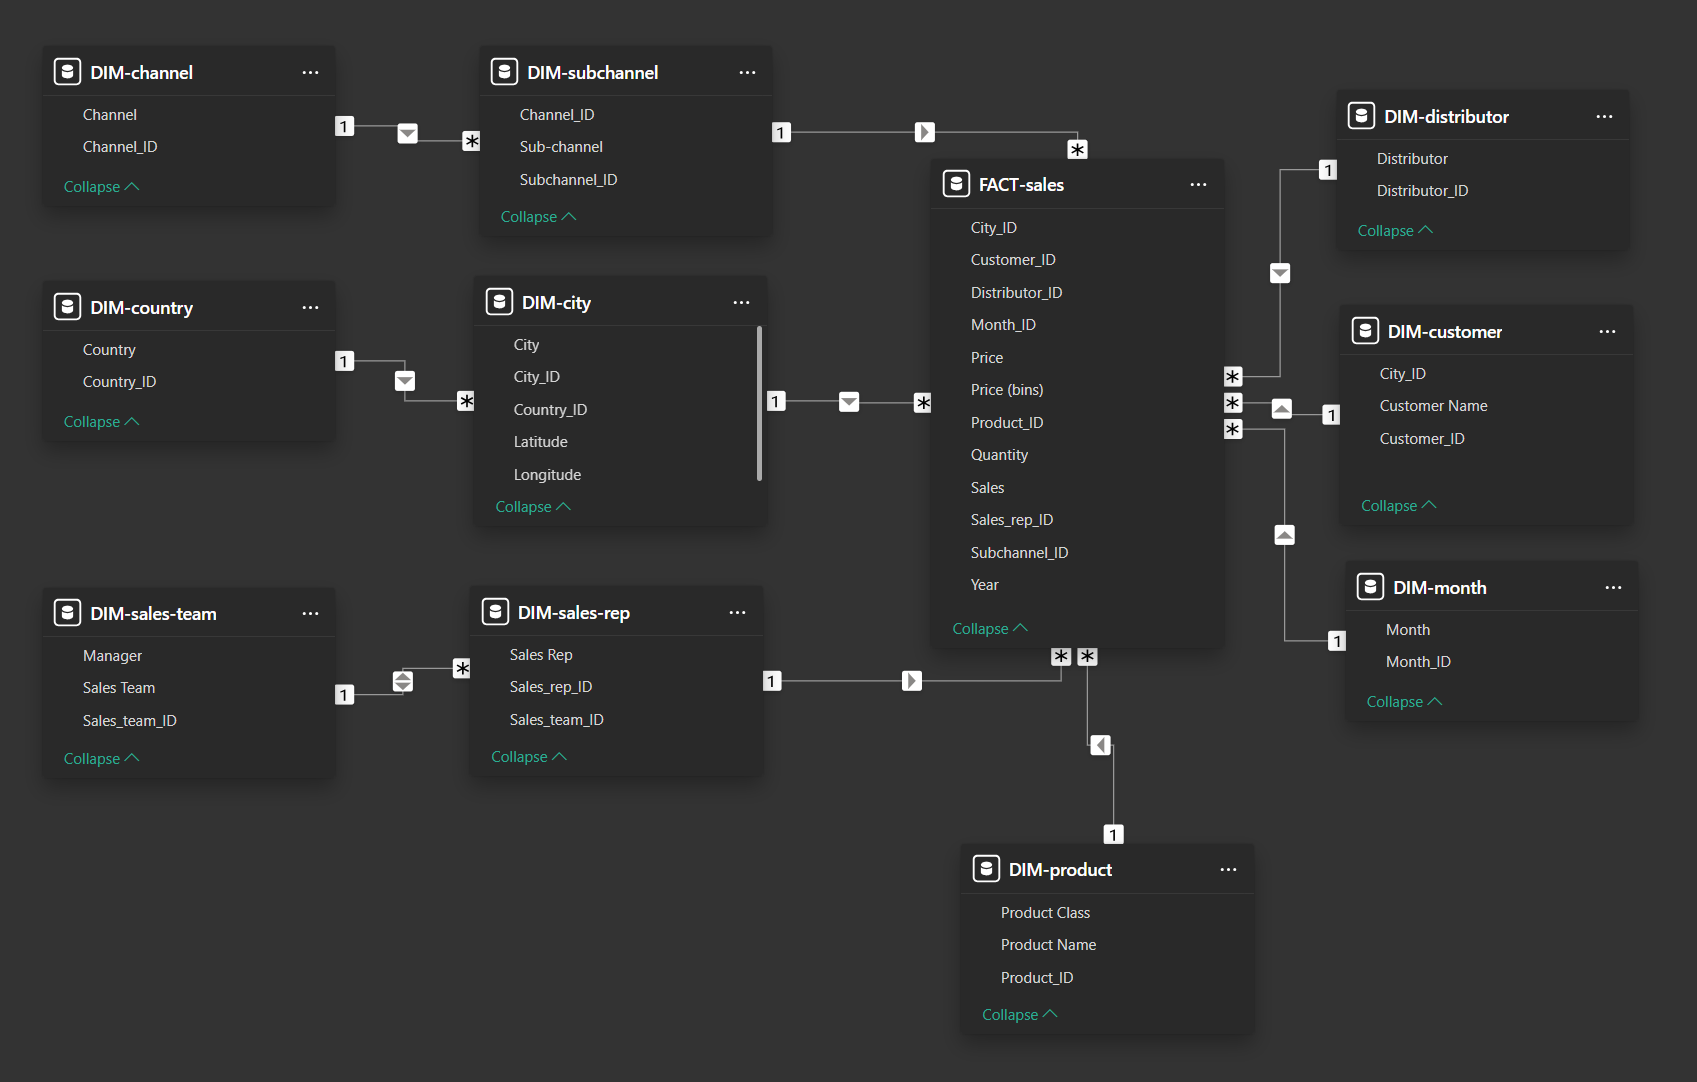 DIM-channel
Channel
Channel_ID
Collapse
1
*
DIM-subchannel
Channel_ID
Sub-channel
Subchannel_ID
Collapse
1
*
DIM-country
Country
Country_ID
Collapse
1
*
DIM-city
City
City_ID
Country_ID
Latitude
Longitude
Collapse
1
*
DIM-sales-team
Manager
Sales Team
Sales_team_ID
Collapse
1
*
DIM-sales-rep
Sales Rep
Sales_rep_ID
Sales_team_ID
Collapse
1
*
FACT-sales
City_ID
Customer_ID
Distributor_ID
Month_ID
Price
Price (bins)
Product_ID
Quantity
Sales
Sales_rep_ID
Subchannel_ID
Year
Collapse
*
*
*
*
DIM-distributor
Distributor
Distributor_ID
Collapse
1
DIM-customer
City_ID
Customer Name
Customer_ID
Collapse
1
DIM-month
Month
Month_ID
Collapse
1
DIM-product
Product Class
Product Name
Product_ID
Collapse
1